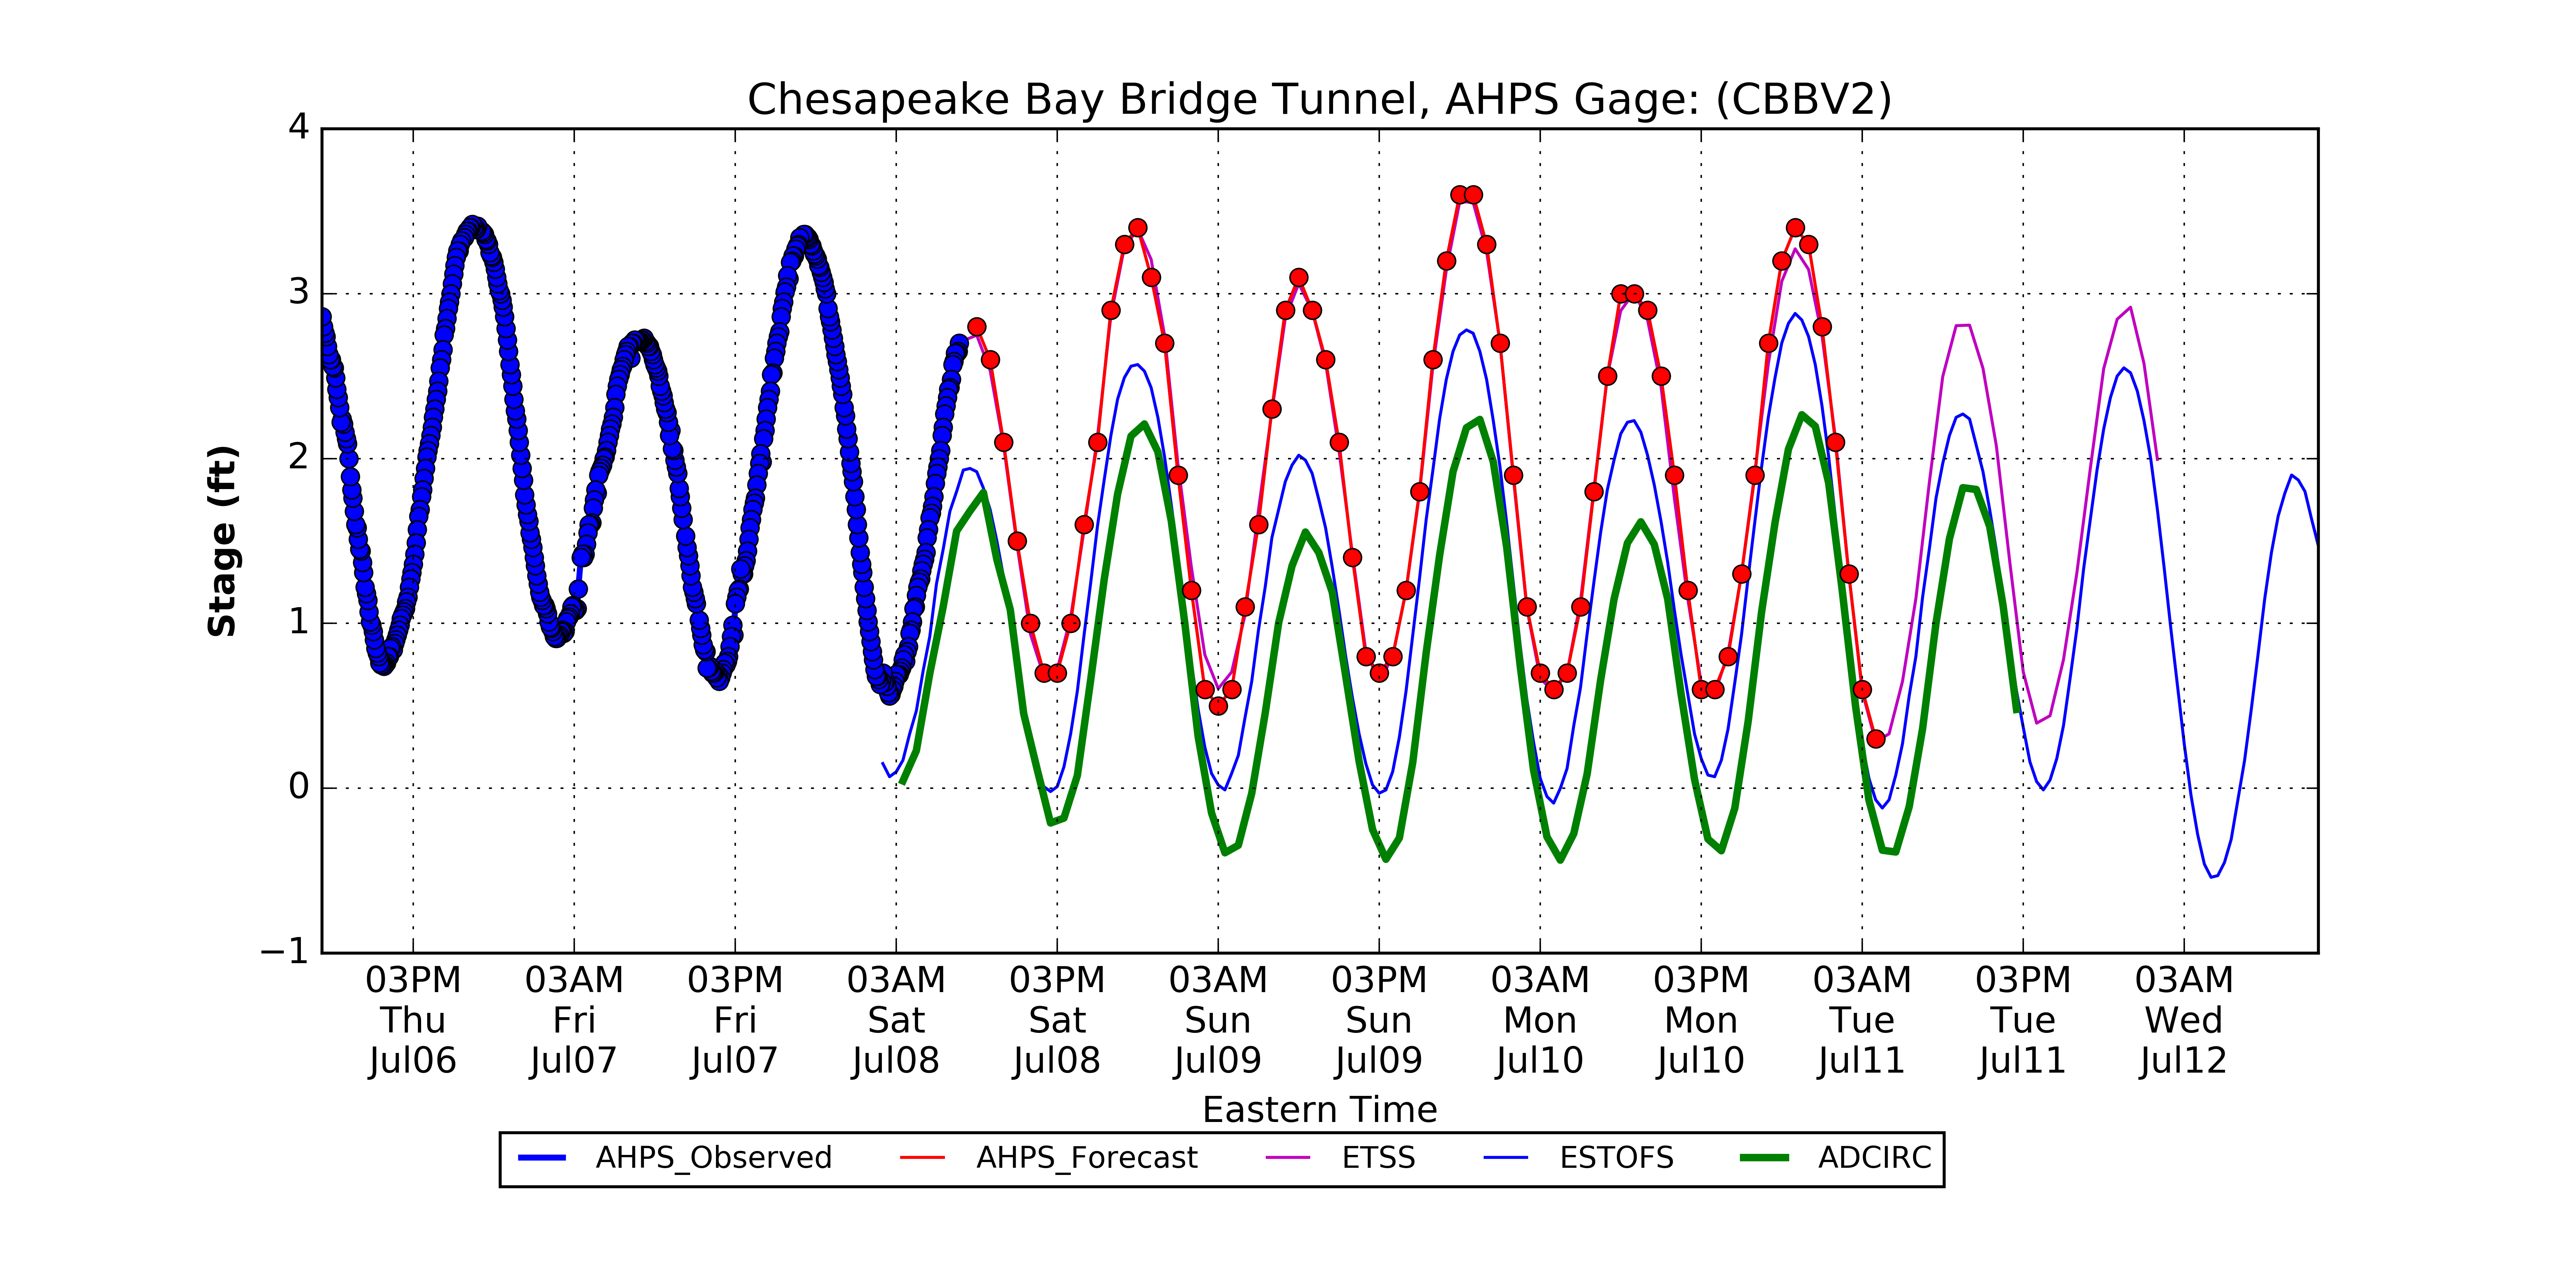 Chesapeake Bay Bridge Tunnel, AHPS Gage: (CBBV2)
4
3
2
1
0
−1
Stage (ft)
03PM 03AM 03PM 03AM 03PM 03AM 03PM 03AM 03PM 03AM 03PM 03AM
Thu Fri Fri Sat Sat Sun Sun Mon Mon Tue Tue Wed
Jul06 Jul07 Jul07 Jul08 Jul08 Jul09 Jul09 Jul10 Jul10 Jul11 Jul11 Jul12
Eastern Time
AHPS_Observed AHPS_Forecast ETSS ESTOFS ADCIRC